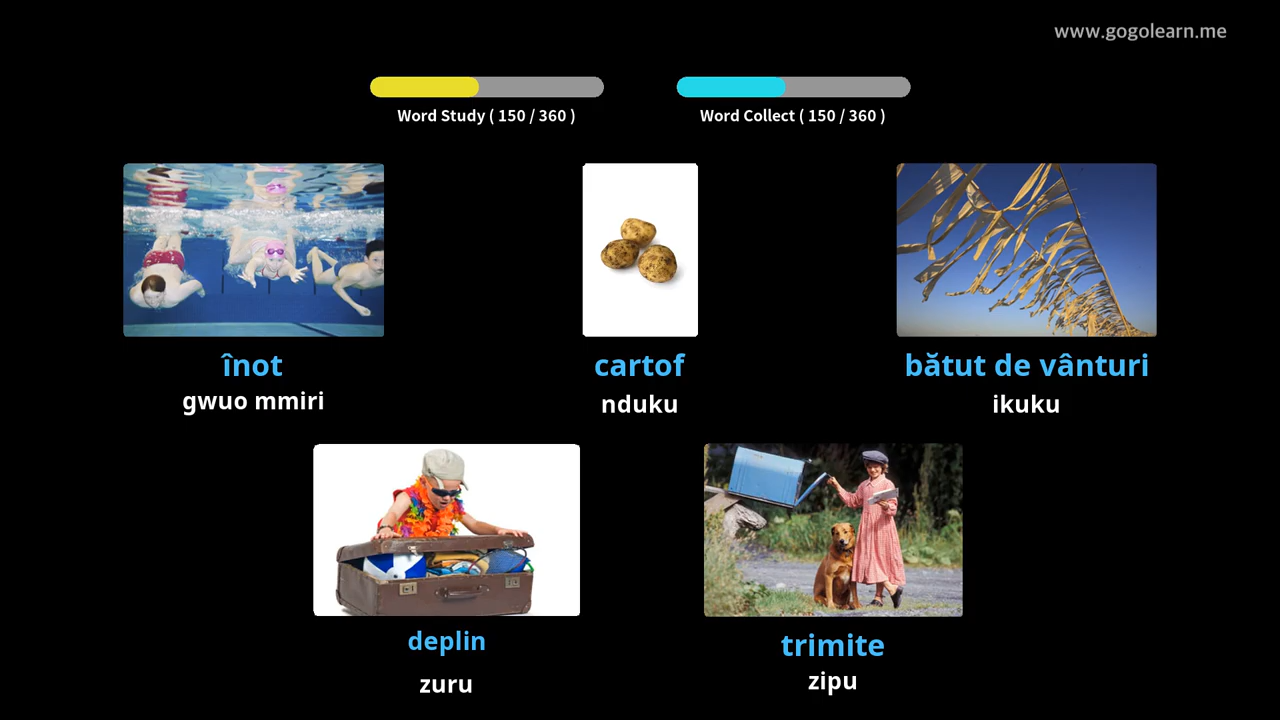 www.gogolearn.me
Word Study ( 150 / 360 )
Word Collect ( 150 / 360 )
înot
gwuo mmiri
cartof
nduku
bătut de vânturi
ikuku
deplin
zuru
trimite
zipu